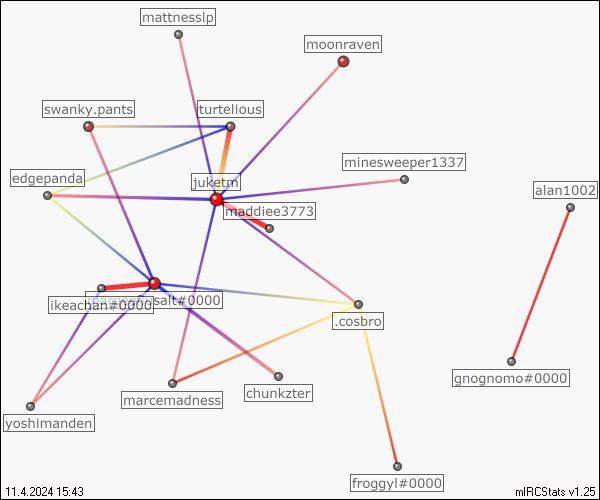 mattnesslp
moonraven
swanky.pants
turtelious
minesweeper1337
edgepanda
juketm
alan1002
maddiee3773
salt#0000
ikeachan#0000
.cosbro
gnognomo#0000
chunkzter
marcemadness
yoshimanden
froggyl#0000
11.4.2024 15:43
mIRCStats v1.25